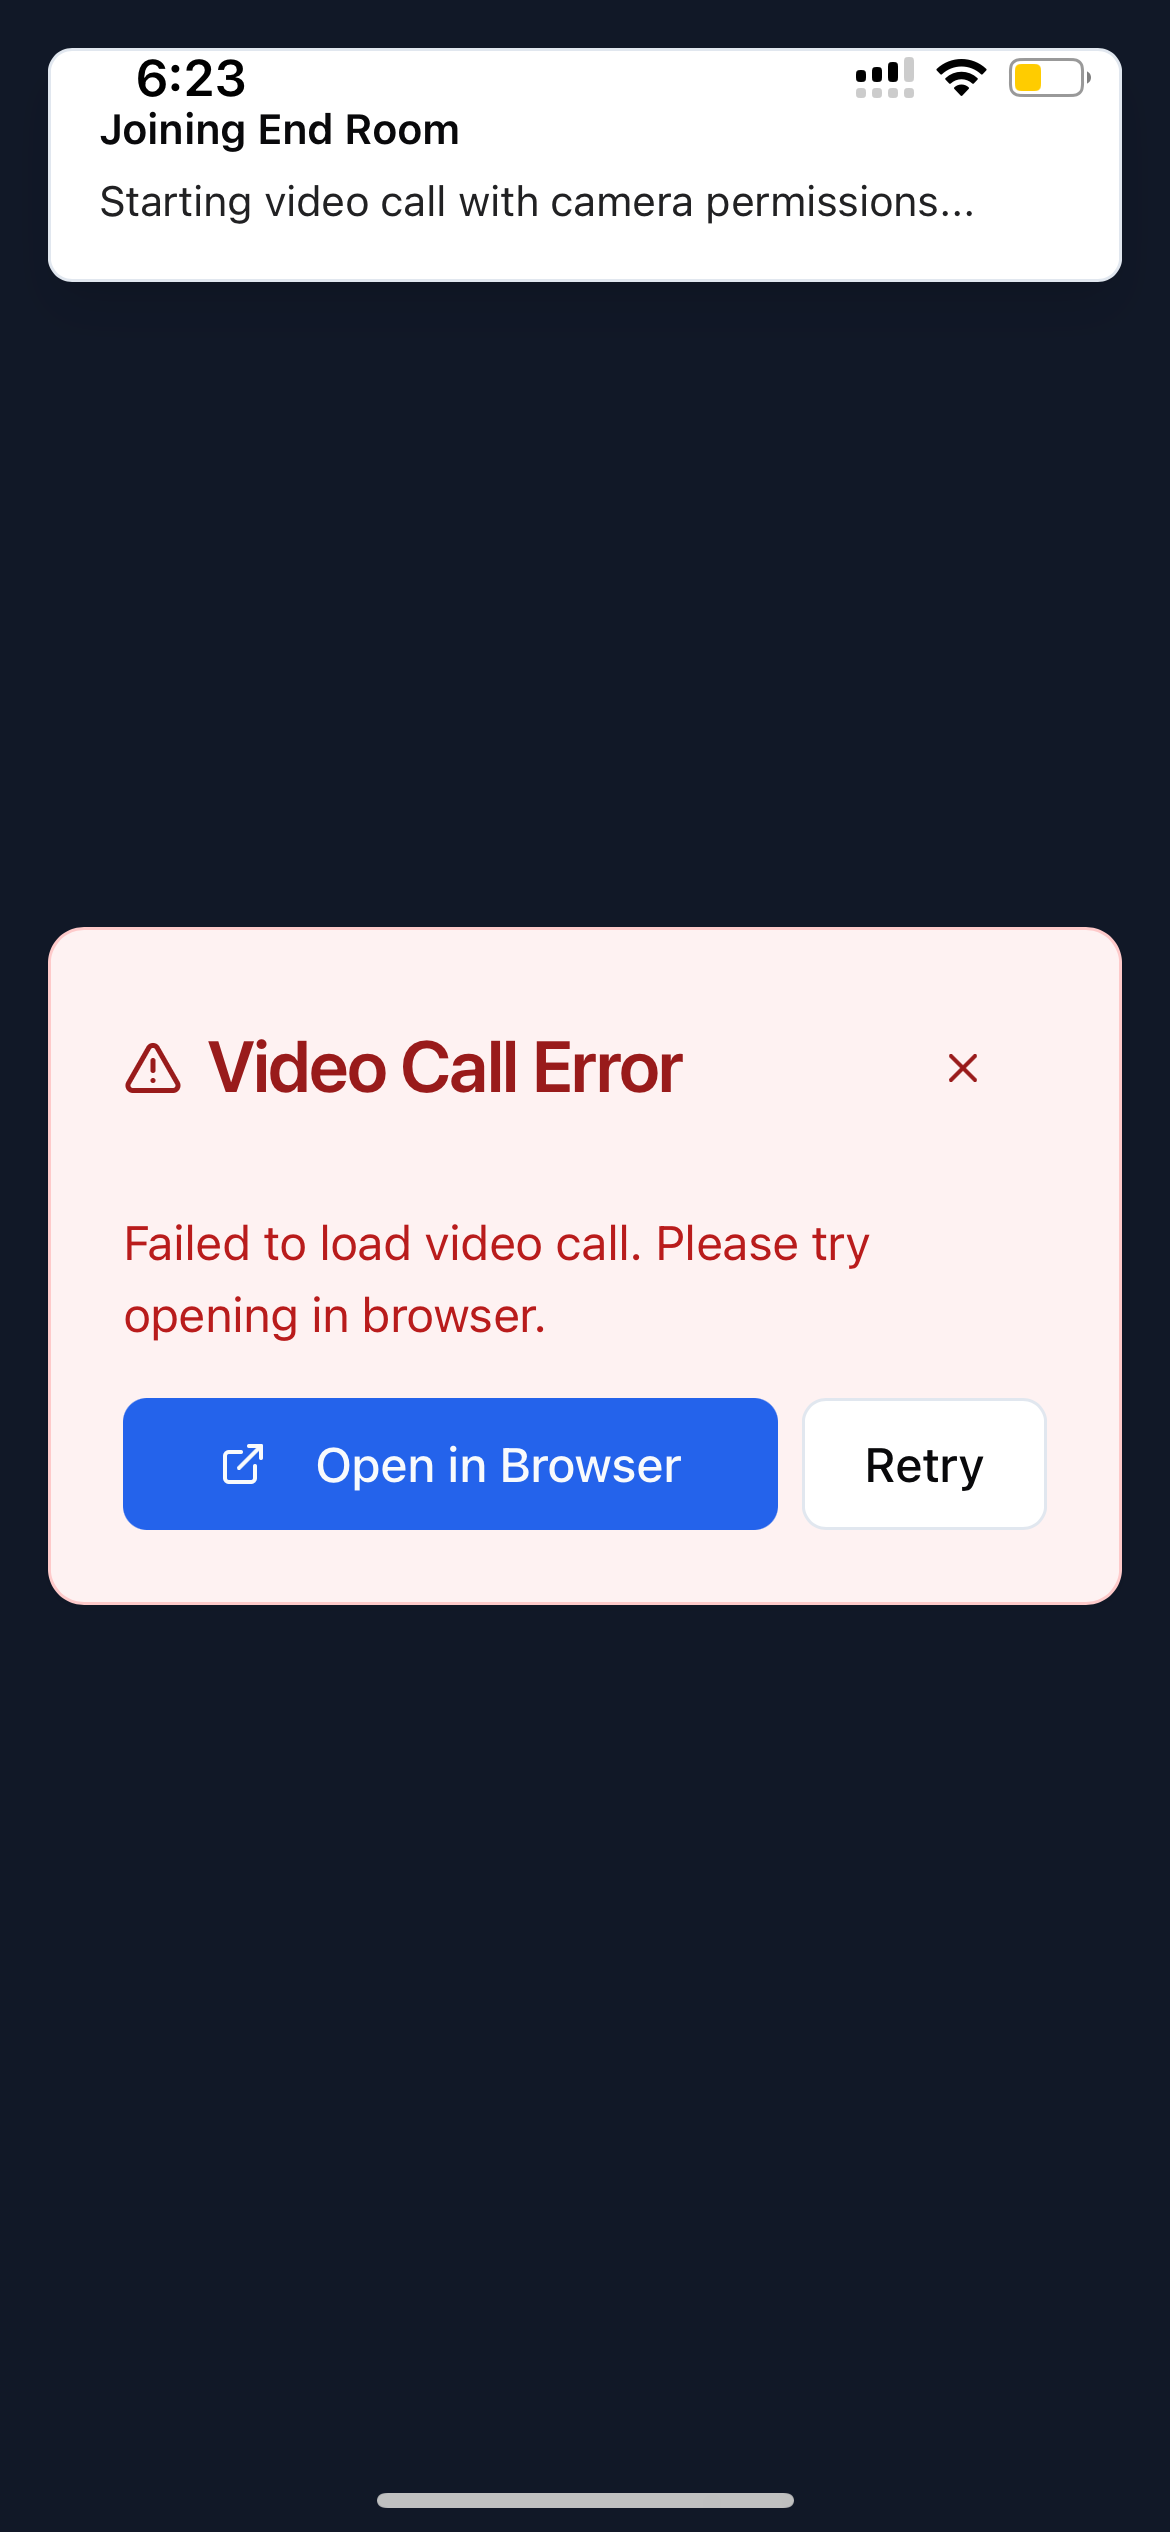 6:23
Joining End Room
Starting video call with camera permissions...
Video Call Error
Failed to load video call. Please try
opening in browser.
Open in Browser
Retry